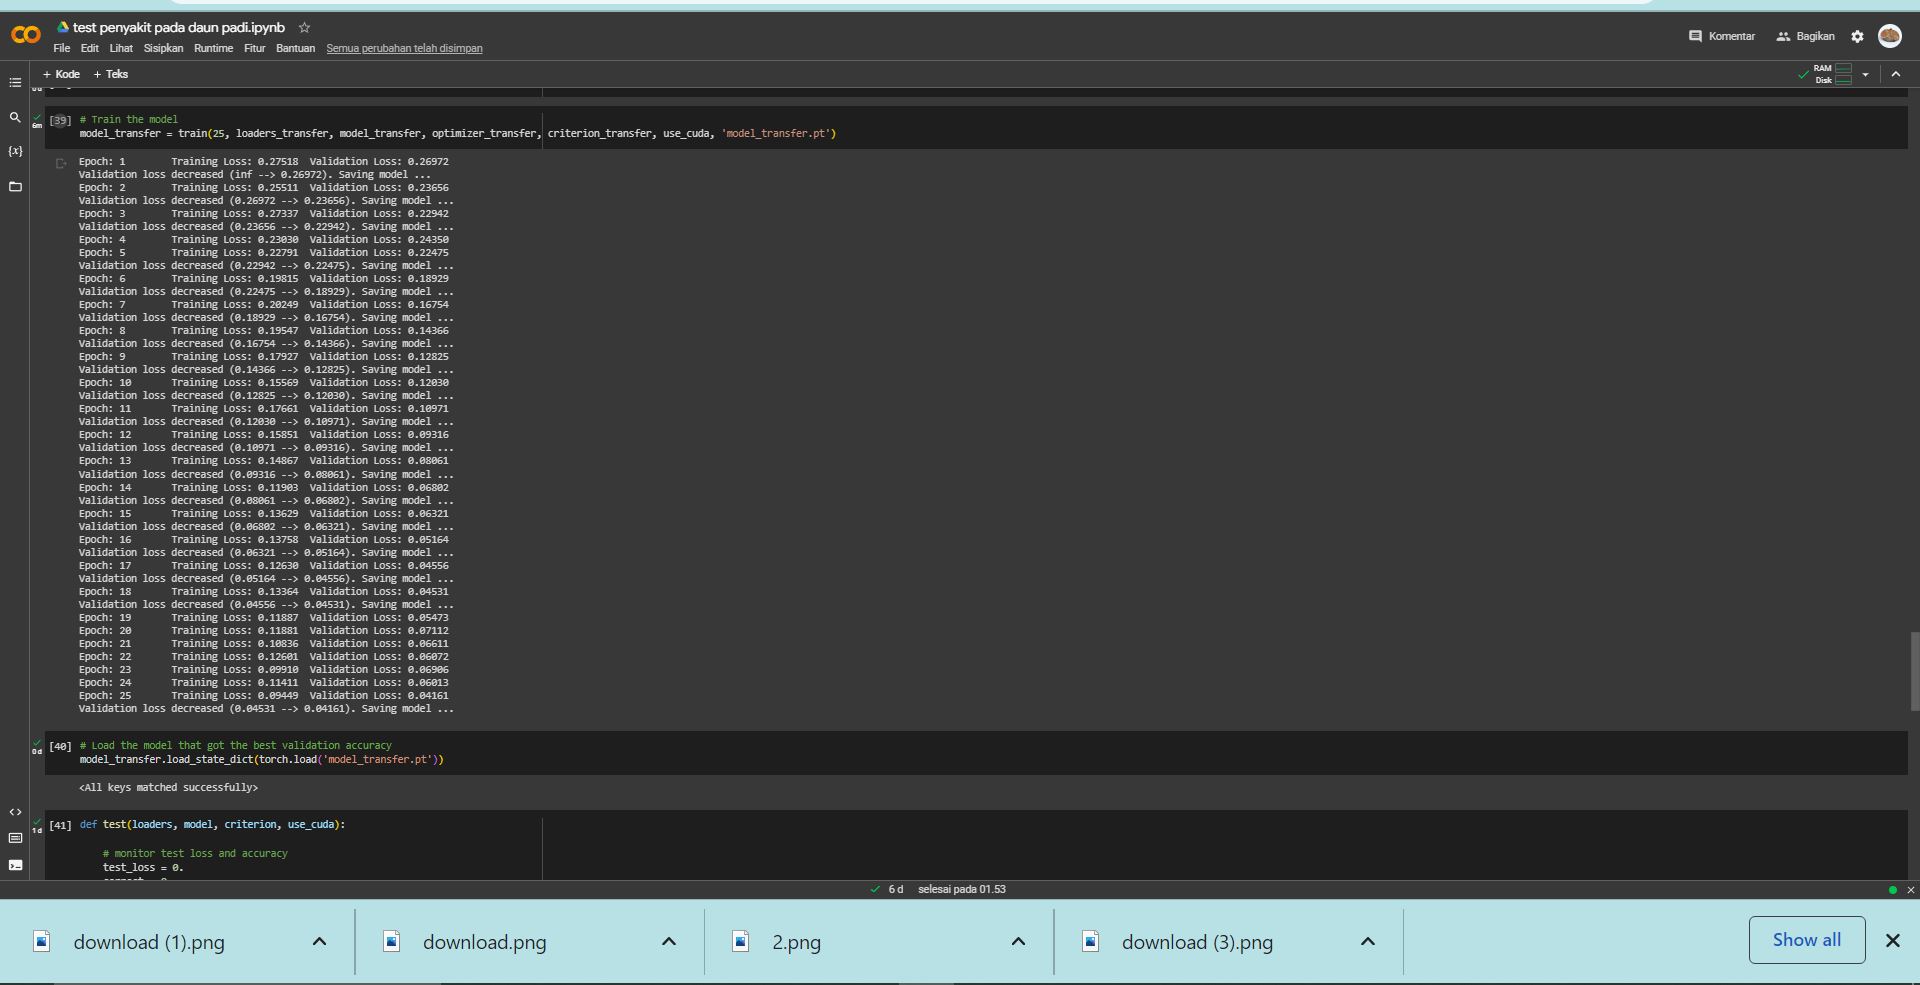 test penyakit pada daun padi.ipynb
File Edit Lihat Sisipkan Runtime Fitur Bantuan Semua perubahan telah disimpan
Komentar Bagikan
+ Kode + Teks
RAM
Disk
[39] # Train the model
6m
model_transfer = train(25, loaders_transfer, model_transfer, optimizer_transfer, criterion_transfer, use_cuda, 'model_transfer.pt')
{x}
Epoch: 1 Training Loss: 0.27518 Validation Loss: 0.26972
Validation loss decreased (inf --> 0.26972). Saving model ...
Epoch: 2 Training Loss: 0.25511 Validation Loss: 0.23656
Validation loss decreased (0.26972 --> 0.23656). Saving model ...
Epoch: 3 Training Loss: 0.27337 Validation Loss: 0.22942
Validation loss decreased (0.23656 --> 0.22942). Saving model ...
Epoch: 4 Training Loss: 0.23030 Validation Loss: 0.24350
Epoch: 5 Training Loss: 0.22791 Validation Loss: 0.22475
Validation loss decreased (0.22942 --> 0.22475). Saving model ...
Epoch: 6 Training Loss: 0.19815 Validation Loss: 0.18929
Validation loss decreased (0.22475 --> 0.18929). Saving model ...
Epoch: 7 Training Loss: 0.20249 Validation Loss: 0.16754
Validation loss decreased (0.18929 --> 0.16754). Saving model ...
Epoch: 8 Training Loss: 0.19547 Validation Loss: 0.14366
Validation loss decreased (0.16754 --> 0.14366). Saving model ...
Epoch: 9 Training Loss: 0.17927 Validation Loss: 0.12825
Validation loss decreased (0.14366 --> 0.12825). Saving model ...
Epoch: 10 Training Loss: 0.15569 Validation Loss: 0.12030
Validation loss decreased (0.12825 --> 0.12030). Saving model ...
Epoch: 11 Training Loss: 0.17661 Validation Loss: 0.10971
Validation loss decreased (0.12030 --> 0.10971). Saving model ...
Epoch: 12 Training Loss: 0.15851 Validation Loss: 0.09316
Validation loss decreased (0.10971 --> 0.09316). Saving model ...
Epoch: 13 Training Loss: 0.14867 Validation Loss: 0.08061
Validation loss decreased (0.09316 --> 0.08061). Saving model ...
Epoch: 14 Training Loss: 0.11903 Validation Loss: 0.06802
Validation loss decreased (0.08061 --> 0.06802). Saving model ...
Epoch: 15 Training Loss: 0.13629 Validation Loss: 0.06321
Validation loss decreased (0.06802 --> 0.06321). Saving model ...
Epoch: 16 Training Loss: 0.13758 Validation Loss: 0.05164
Validation loss decreased (0.06321 --> 0.05164). Saving model ...
Epoch: 17 Training Loss: 0.12630 Validation Loss: 0.04556
Validation loss decreased (0.05164 --> 0.04556). Saving model ...
Epoch: 18 Training Loss: 0.13364 Validation Loss: 0.04531
Validation loss decreased (0.04556 --> 0.04531). Saving model ...
Epoch: 19 Training Loss: 0.11887 Validation Loss: 0.05473
Epoch: 20 Training Loss: 0.11881 Validation Loss: 0.07112
Epoch: 21 Training Loss: 0.10836 Validation Loss: 0.06611
Epoch: 22 Training Loss: 0.12601 Validation Loss: 0.06072
Epoch: 23 Training Loss: 0.09910 Validation Loss: 0.06906
Epoch: 24 Training Loss: 0.11411 Validation Loss: 0.06013
Epoch: 25 Training Loss: 0.09449 Validation Loss: 0.04161
Validation loss decreased (0.04531 --> 0.04161). Saving model ...
[40] # Load the model that got the best validation accuracy
0 d
model_transfer.load_state_dict(torch.load('model_transfer.pt'))
<All keys matched successfully>
[41] def test(loaders, model, criterion, use_cuda):
1 d
# monitor test loss and accuracy
test_loss = 0.
6 d selesai pada 01.53
download (1).png
download.png
2.png
download (3).png
Show all